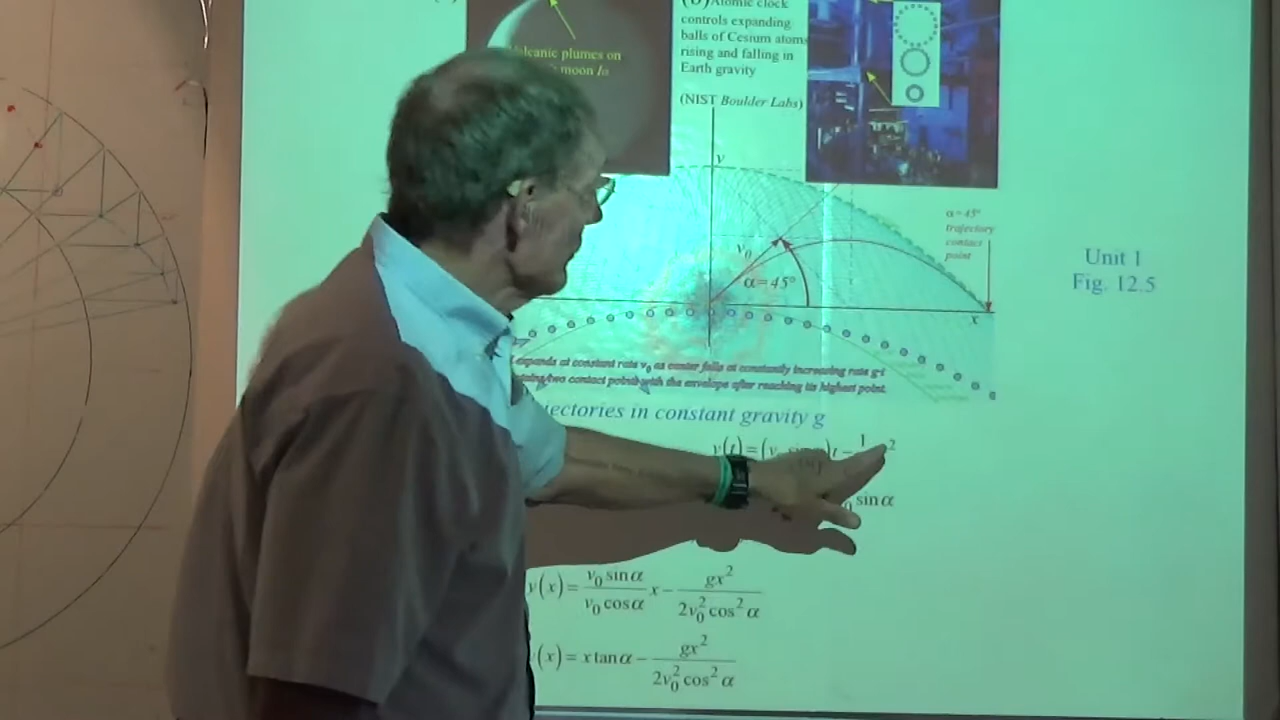 (b) Atomic clock
controls expanding
balls of Cesium atoms
rising and falling in
Earth gravity
(NIST Boulder Labs)
plumes on
moon Io
y
α=45°
trajectory
contact
point
v₀
α=45°
x
Unit 1
Fig. 12.5
expands at constant rate v₀ as center falls at constantly increasing rate g·t
two contact points with the envelope after reaching its highest point.
in constant gravity g
sin α
y(x) = (v₀ sin α)/(v₀ cos α) x − gx²/(2v₀² cos² α)
(x) = x tan α − gx²/(2v₀² cos² α)